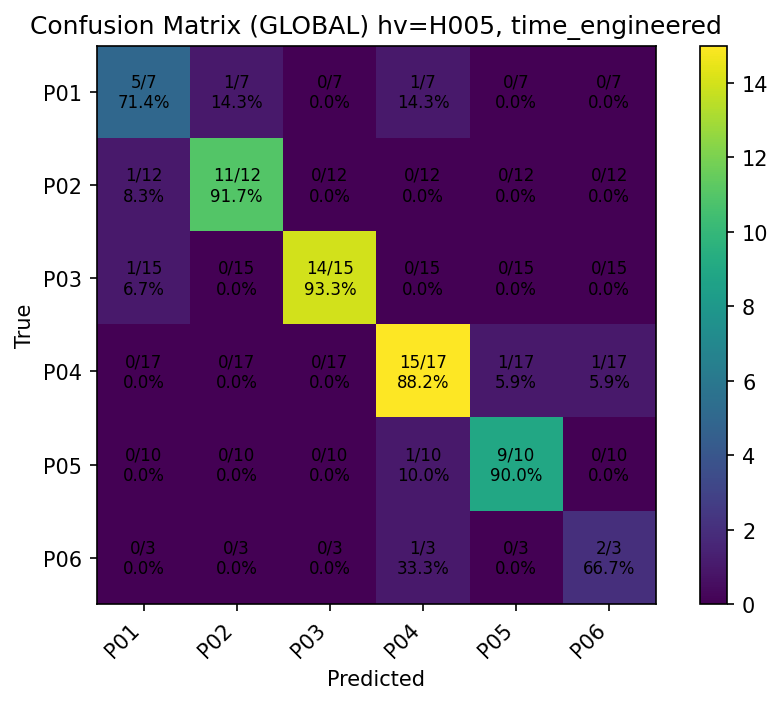 Confusion Matrix (GLOBAL) hv=H005, time_engineered
True
P01
5/7 1/7 0/7 1/7 0/7 0/7
71.4% 14.3% 0.0% 14.3% 0.0% 0.0%
P02
1/12 11/12 0/12 0/12 0/12 0/12
8.3% 91.7% 0.0% 0.0% 0.0% 0.0%
P03
1/15 0/15 14/15 0/15 0/15 0/15
6.7% 0.0% 93.3% 0.0% 0.0% 0.0%
P04
0/17 0/17 0/17 15/17 1/17 1/17
0.0% 0.0% 0.0% 88.2% 5.9% 5.9%
P05
0/10 0/10 0/10 1/10 9/10 0/10
0.0% 0.0% 0.0% 10.0% 90.0% 0.0%
P06
0/3 0/3 0/3 1/3 0/3 2/3
0.0% 0.0% 0.0% 33.3% 0.0% 66.7%
P01 P02 P03 P04 P05 P06
Predicted
14
12
10
8
6
4
2
0